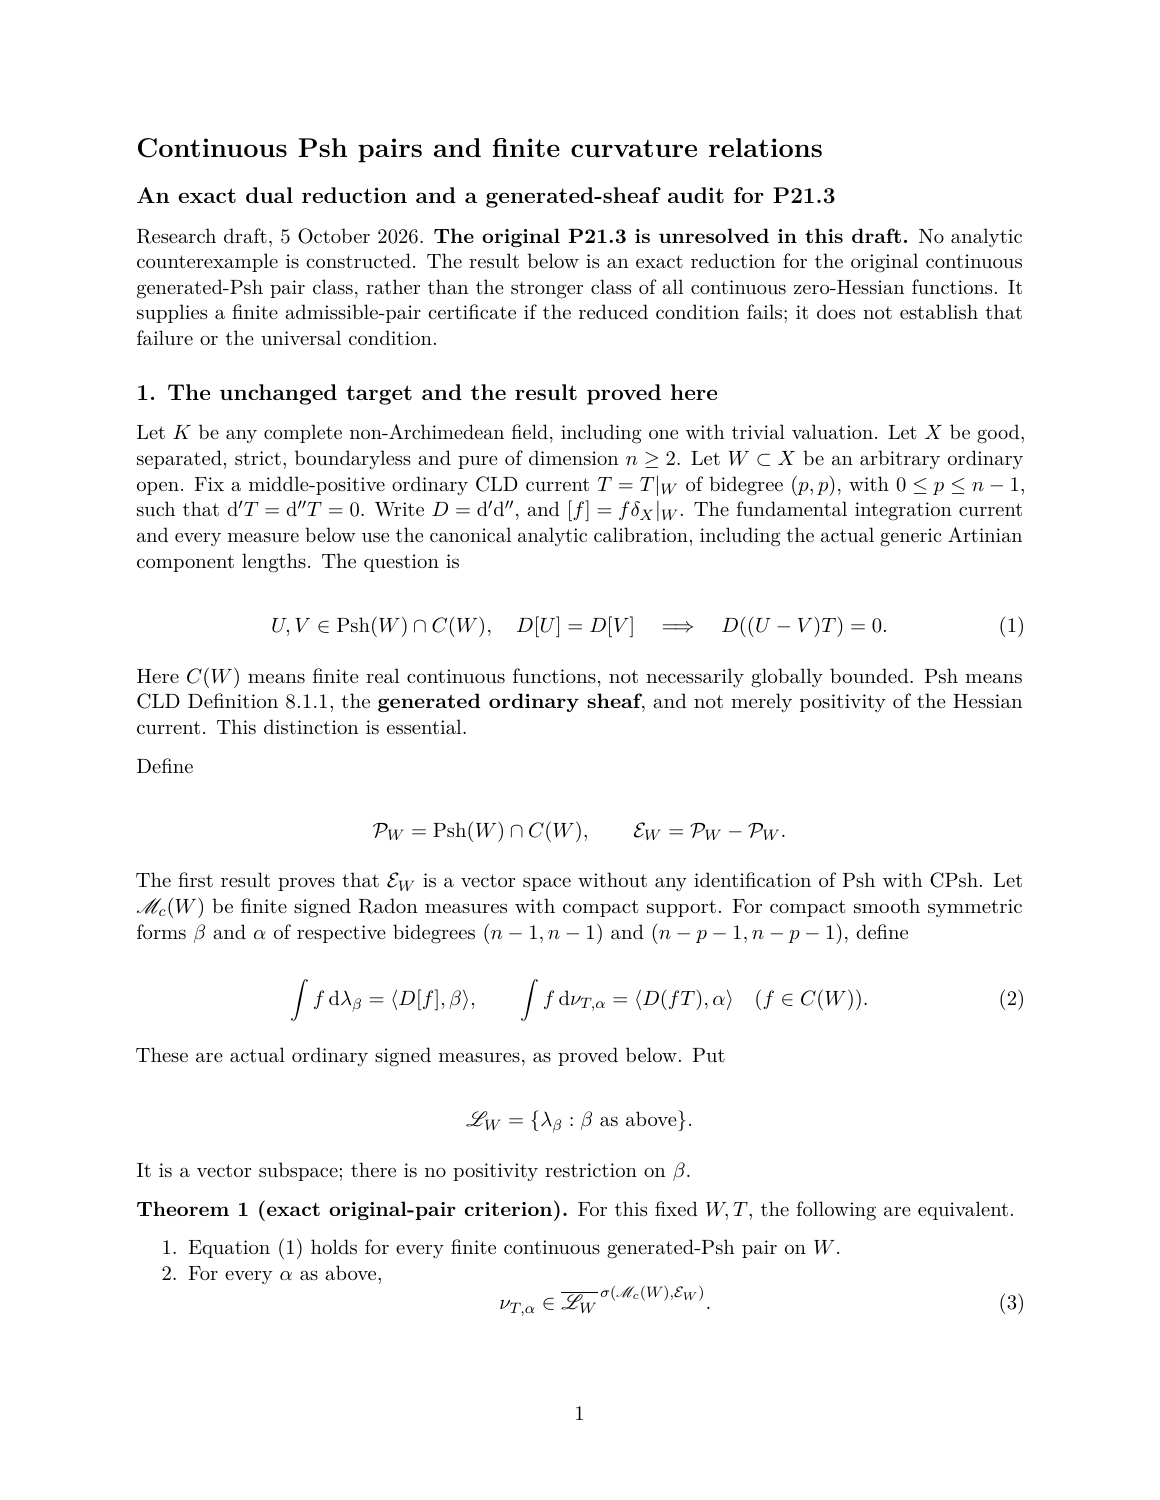 Continuous Psh pairs and finite curvature relations
An exact dual reduction and a generated-sheaf audit for P21.3
Research draft, 5 October 2026. The original P21.3 is unresolved in this draft. No analytic
counterexample is constructed. The result below is an exact reduction for the original continuous
generated-Psh pair class, rather than the stronger class of all continuous zero-Hessian functions. It
supplies a finite admissible-pair certificate if the reduced condition fails; it does not establish that
failure or the universal condition.
1. The unchanged target and the result proved here
Let K be any complete non-Archimedean field, including one with trivial valuation. Let X be good,
separated, strict, boundaryless and pure of dimension n ≥ 2. Let W ⊂ X be an arbitrary ordinary
open. Fix a middle-positive ordinary CLD current T = T|_W of bidegree (p, p), with 0 ≤ p ≤ n − 1,
such that d′T = d″T = 0. Write D = d′d″, and [f] = fδ_X|_W. The fundamental integration current
and every measure below use the canonical analytic calibration, including the actual generic Artinian
component lengths. The question is
U, V ∈ Psh(W) ∩ C(W), D[U] = D[V] ⟹ D((U − V)T) = 0. (1)
Here C(W) means finite real continuous functions, not necessarily globally bounded. Psh means
CLD Definition 8.1.1, the generated ordinary sheaf, and not merely positivity of the Hessian
current. This distinction is essential.
Define
𝒫_W = Psh(W) ∩ C(W), ℰ_W = 𝒫_W − 𝒫_W.
The first result proves that ℰ_W is a vector space without any identification of Psh with CPsh. Let
ℳ_c(W) be finite signed Radon measures with compact support. For compact smooth symmetric
forms β and α of respective bidegrees (n − 1, n − 1) and (n − p − 1, n − p − 1), define
∫ f dλ_β = ⟨D[f], β⟩, ∫ f dν_{T,α} = ⟨D(fT), α⟩ (f ∈ C(W)). (2)
These are actual ordinary signed measures, as proved below. Put
ℒ_W = {λ_β : β as above}.
It is a vector subspace; there is no positivity restriction on β.
Theorem 1 (exact original-pair criterion). For this fixed W, T, the following are equivalent.
1. Equation (1) holds for every finite continuous generated-Psh pair on W.
2. For every α as above,
ν_{T,α} ∈ \overline{ℒ_W}^{σ(ℳ_c(W),ℰ_W)}. (3)
1